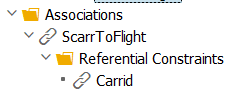 Associations
ScarrToFlight
Referential Constraints
Carrid